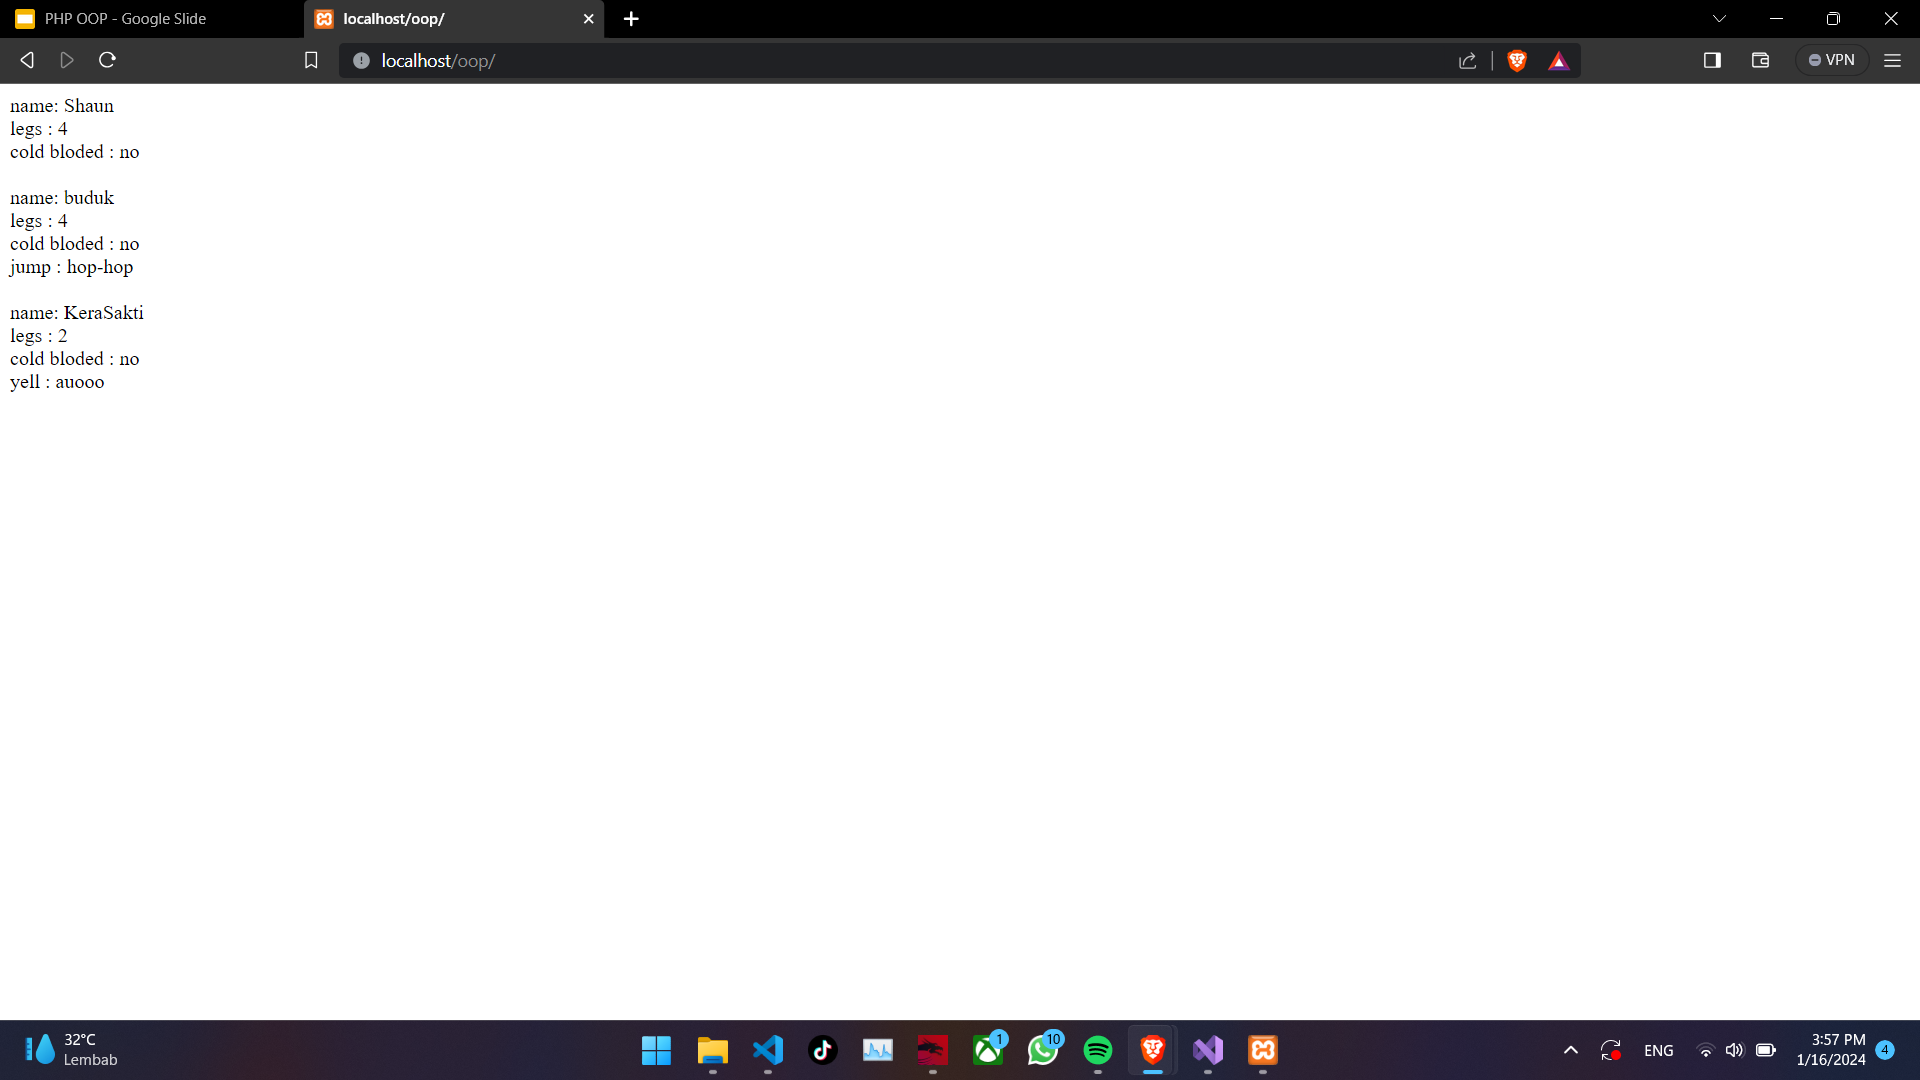 PHP OOP - Google Slide
localhost/oop/
localhost/oop/
VPN
name: Shaun
legs : 4
cold bloded : no
name: buduk
legs : 4
cold bloded : no
jump : hop-hop
name: KeraSakti
legs : 2
cold bloded : no
yell : auooo
32°C
Lembab
1
10
ENG
3:57 PM
1/16/2024
4